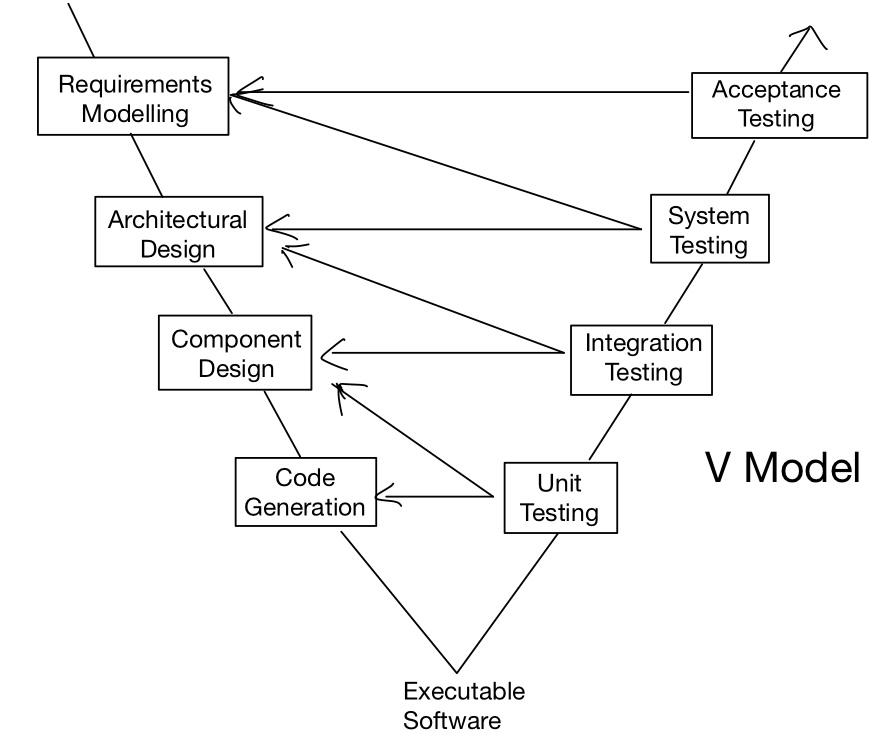 Requirements
Modelling
Acceptance
Testing
Architectural
Design
System
Testing
Component
Design
Integration
Testing
V Model
Code
Generation
Unit
Testing
Executable
Software